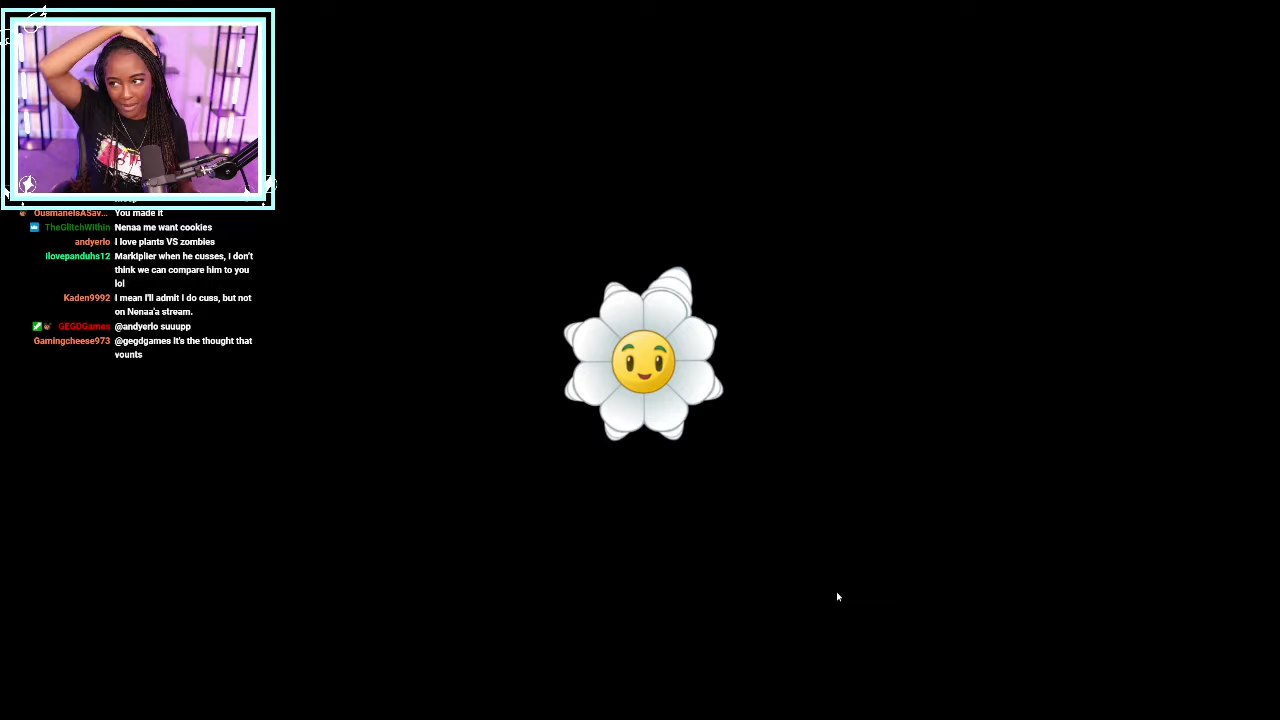 OusmaneIsASav... You made it
TheGlitchWithin Nenaa me want cookies
andyerlo I love plants VS zombies
ilovepanduhs12 Markiplier when he cusses, I don't
think we can compare him to you
lol
Kaden9992 I mean I'll admit I do cuss, but not
on Nenaa'a stream.
GEGDGames @andyerlo suuupp
Gamingcheese973 @gegdgames It's the thought that
vounts